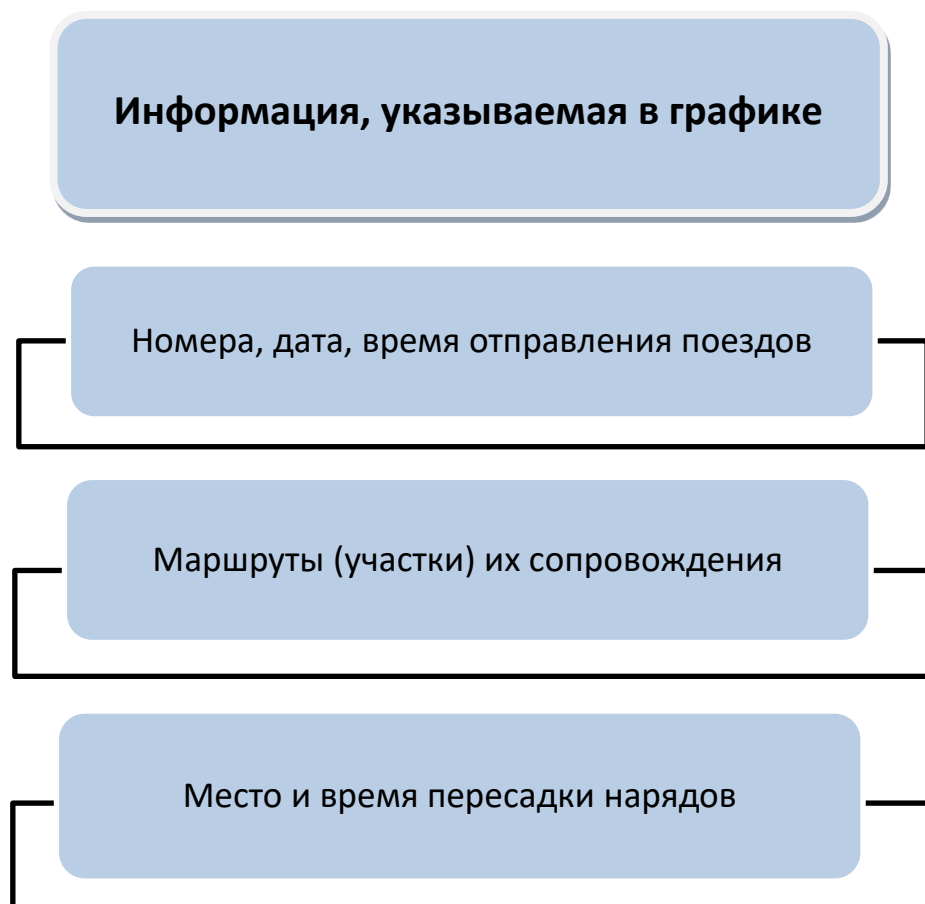 Информация, указываемая в графике
Номера, дата, время отправления поездов
Маршруты (участки) их сопровождения
Место и время пересадки нарядов